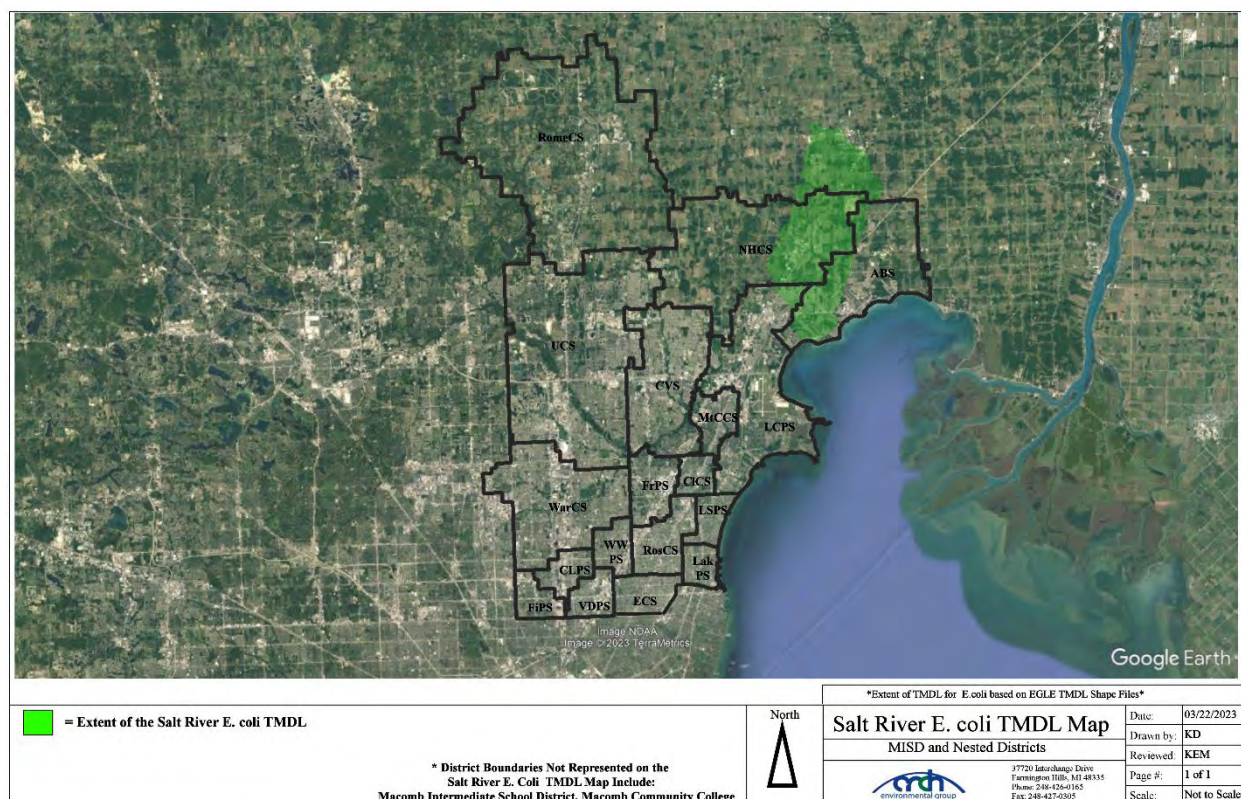 RomeCS
NHCS
ABS
UCS
CVS
MtCCS
LCPS
FrPS
ClCS
WarCS
LSPS
WW
PS
RosCS
Lak
PS
CLPS
FiPS
VDPS
ECS
Image NOAA
Image © 2023 TerraMetrics
Google Earth
= Extent of the Salt River E. coli TMDL
* District Boundaries Not Represented on the
Salt River E. Coli TMDL Map Include:
Macomb Intermediate School District, Macomb Community College
North
*Extent of TMDL for E.coli based on EGLE TMDL Shape Files*
Salt River E. coli TMDL Map
MISD and Nested Districts
environmental group
37720 Interchange Drive
Farmington Hills, MI 48335
Phone: 248-426-0165
Fax: 248-427-0305
Date: 03/22/2023
Drawn by: KD
Reviewed: KEM
Page #: 1 of 1
Scale: Not to Scale